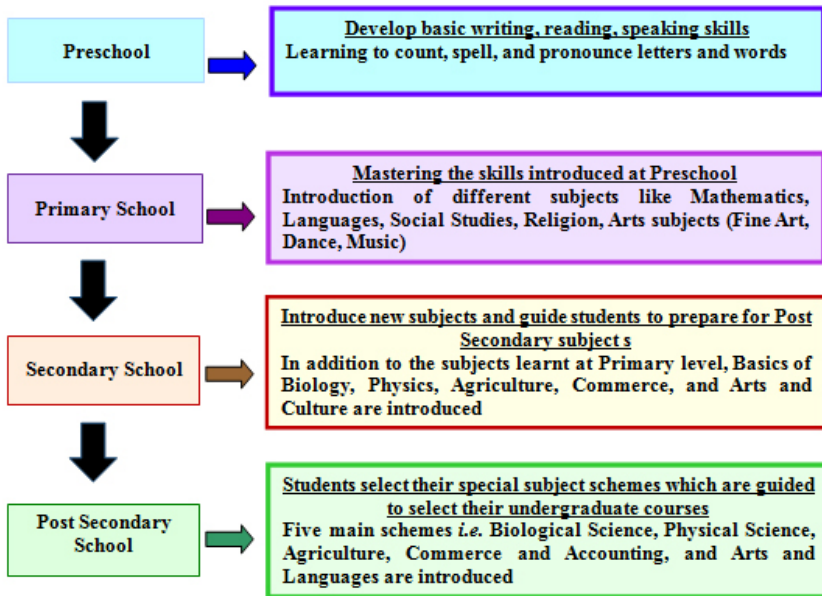 Preschool
Develop basic writing, reading, speaking skills
Learning to count, spell, and pronounce letters and words
Primary School
Mastering the skills introduced at Preschool
Introduction of different subjects like Mathematics,
Languages, Social Studies, Religion, Arts subjects (Fine Art,
Dance, Music)
Secondary School
Introduce new subjects and guide students to prepare for Post
Secondary subject s
In addition to the subjects learnt at Primary level, Basics of
Biology, Physics, Agriculture, Commerce, and Arts and
Culture are introduced
Post Secondary
School
Students select their special subject schemes which are guided
to select their undergraduate courses
Five main schemes i.e. Biological Science, Physical Science,
Agriculture, Commerce and Accounting, and Arts and
Languages are introduced